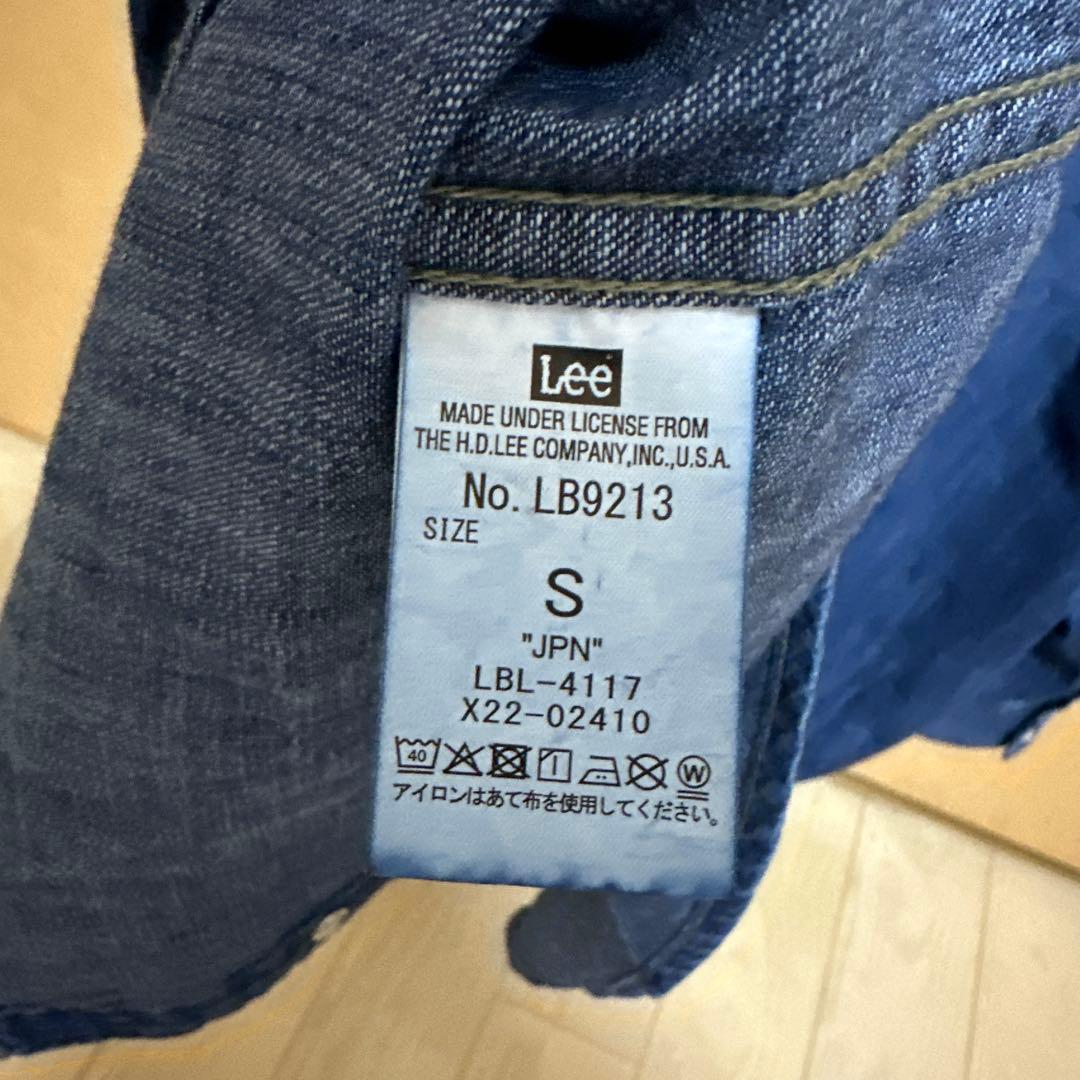 Lee
MADE UNDER LICENSE FROM
THE H.D.LEE COMPANY,INC.,U.S.A.
No. LB9213
SIZE
S
"JPN"
LBL-4117
X22-02410
40 W
アイロンはあて布を使用してください。